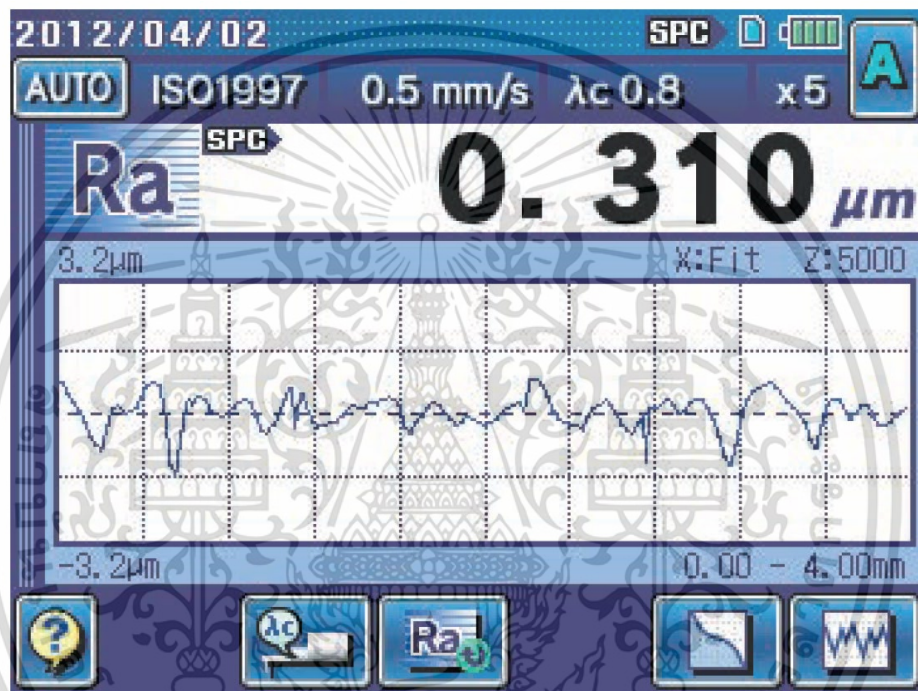 2012/04/02 SPC
AUTO ISO1997 0.5 mm/s λc 0.8 x5 A
Ra SPC 0.310 µm
3.2µm X:Fit Z:5000
-3.2µm 0.00 - 4.00mm
? λc Ra